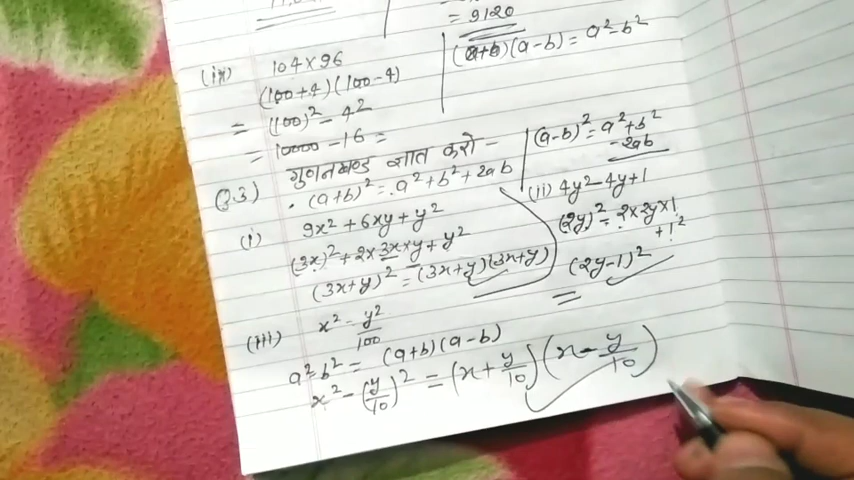 = 9120
(ix) 104×96
(100+4)(100-4)
= (100)² - 4²
= 10000 - 16 =
(a+b)(a-b) = a²-b²
Q.3) गुणनखण्ड ज्ञात करो -
. (a+b)² = a²+b²+2ab
(a-b)² = a²+b²
-2ab
(i) 9x²+6xy+y²
(3x)²+2×3x×y+y²
(3x+y)² = (3x+y)(3x+y)
(ii) 4y²-4y+1
(2y)² = 2×2y×1
+1²
= (2y-1)²
(iii) x² - y²/100
a²-b² = (a+b)(a-b)
x² - (y/10)² = (x+y/10)(x-y/10)